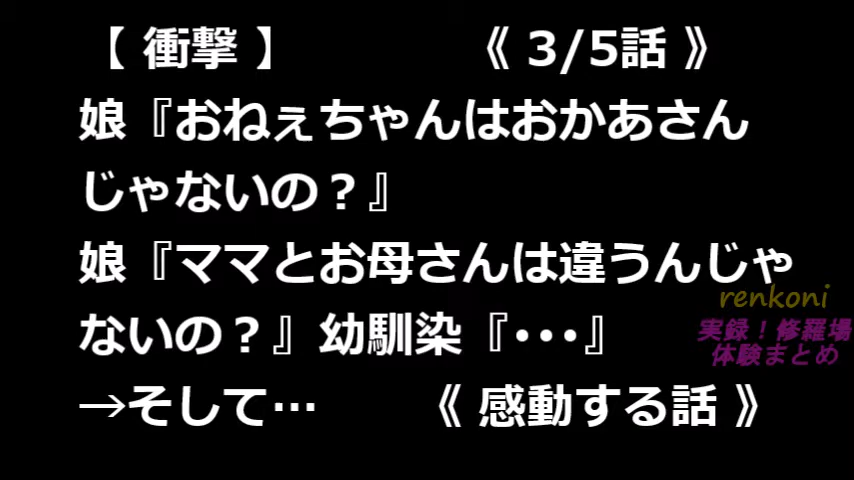 【 衝撃 】 《 3/5話 》
娘『おねぇちゃんはおかあさん
じゃないの？』
娘『ママとお母さんは違うんじゃ
ないの？』幼馴染『･･･』
→そして… 《 感動する話 》
renkoni
実録！修羅場
体験まとめ